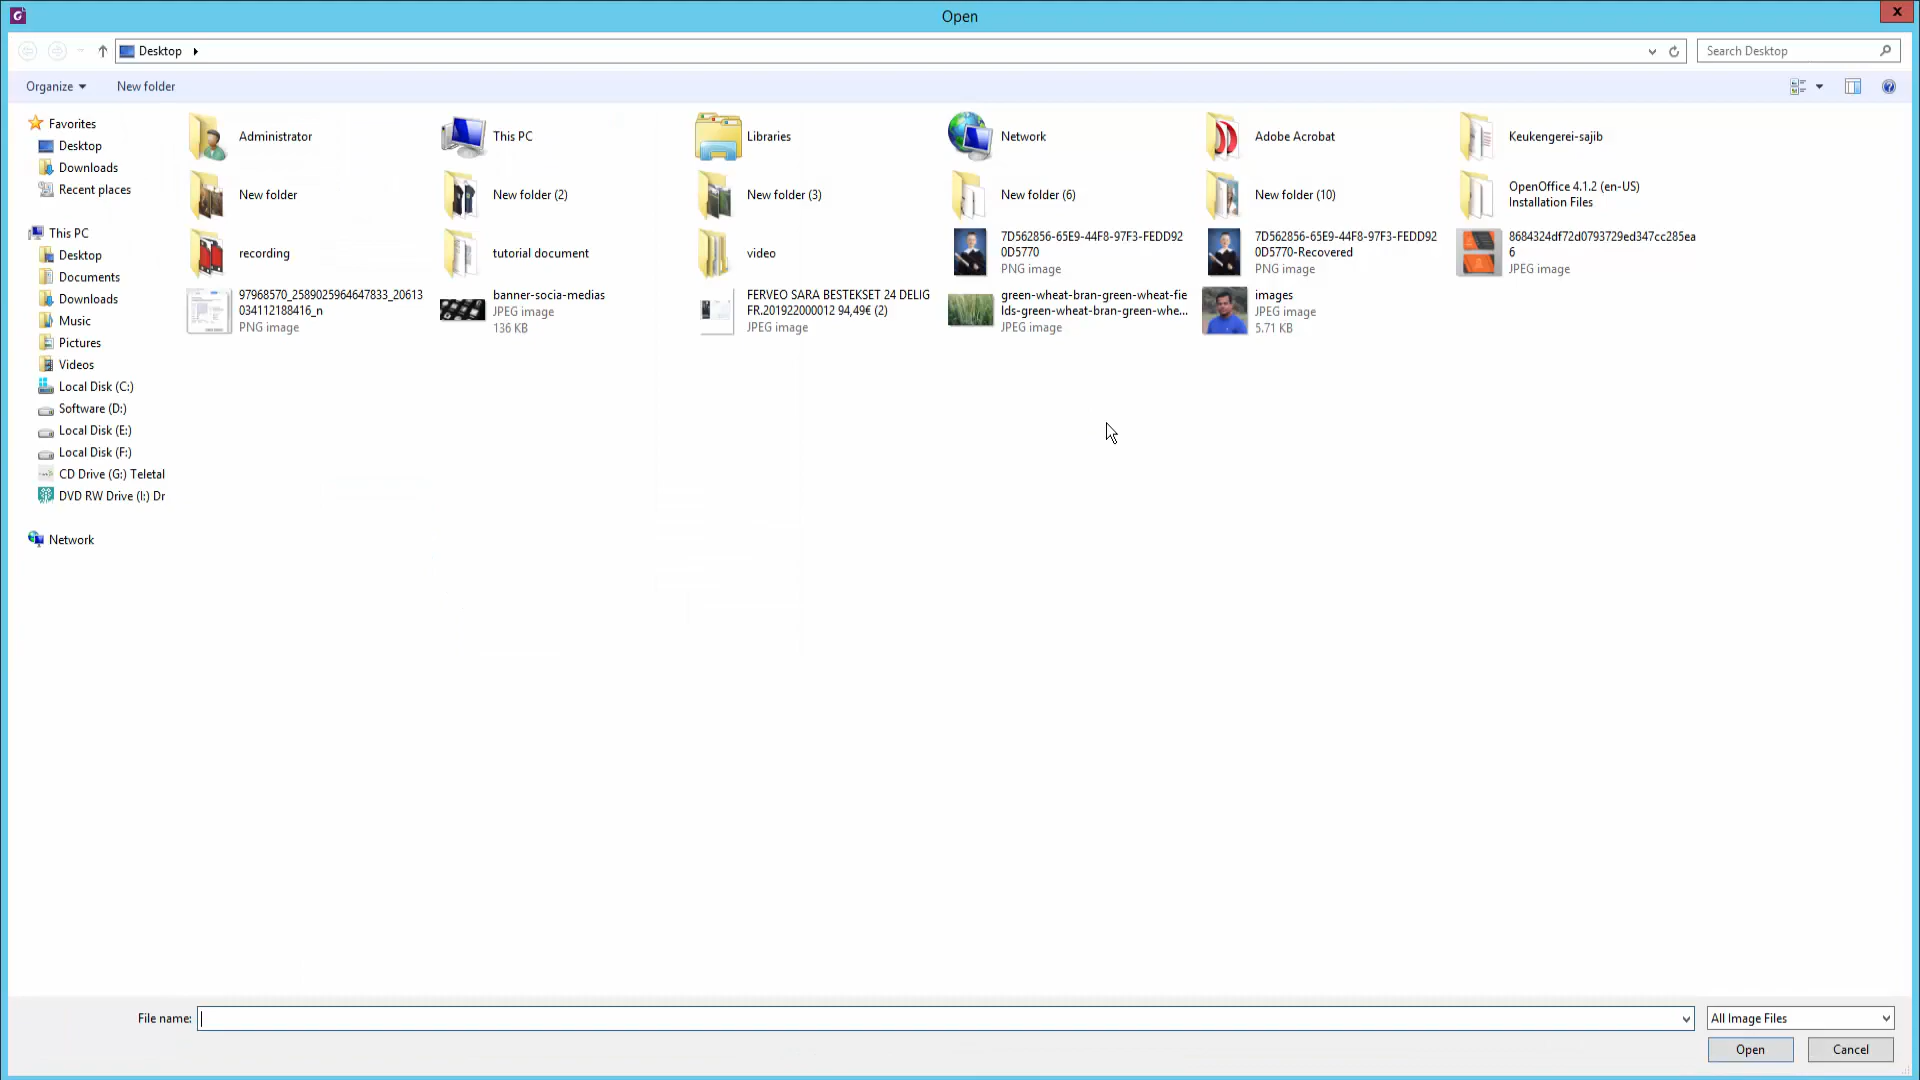 Open
x
Desktop
Search Desktop
Organize
New folder
Favorites
Desktop
Downloads
Recent places
This PC
Desktop
Documents
Downloads
Music
Pictures
Videos
Local Disk (C:)
Software (D:)
Local Disk (E:)
Local Disk (F:)
CD Drive (G:) Teletal
DVD RW Drive (I:) Dr
Network
Administrator
This PC
Libraries
Network
Adobe Acrobat
Keukengerei-sajib
New folder
New folder (2)
New folder (3)
New folder (6)
New folder (10)
OpenOffice 4.1.2 (en-US)
Installation Files
recording
tutorial document
video
7D562856-65E9-44F8-97F3-FEDD92
0D5770
PNG image
7D562856-65E9-44F8-97F3-FEDD92
0D5770-Recovered
PNG image
8684324df72d0793729ed347cc285ea
6
JPEG image
97968570_2589025964647833_20613
034112188416_n
PNG image
banner-socia-medias
JPEG image
136 KB
FERVEO SARA BESTEKSET 24 DELIG
FR.201922000012 94,49€ (2)
JPEG image
green-wheat-bran-green-wheat-fie
lds-green-wheat-bran-green-whe...
JPEG image
images
JPEG image
5.71 KB
File name:
All Image Files
Open
Cancel